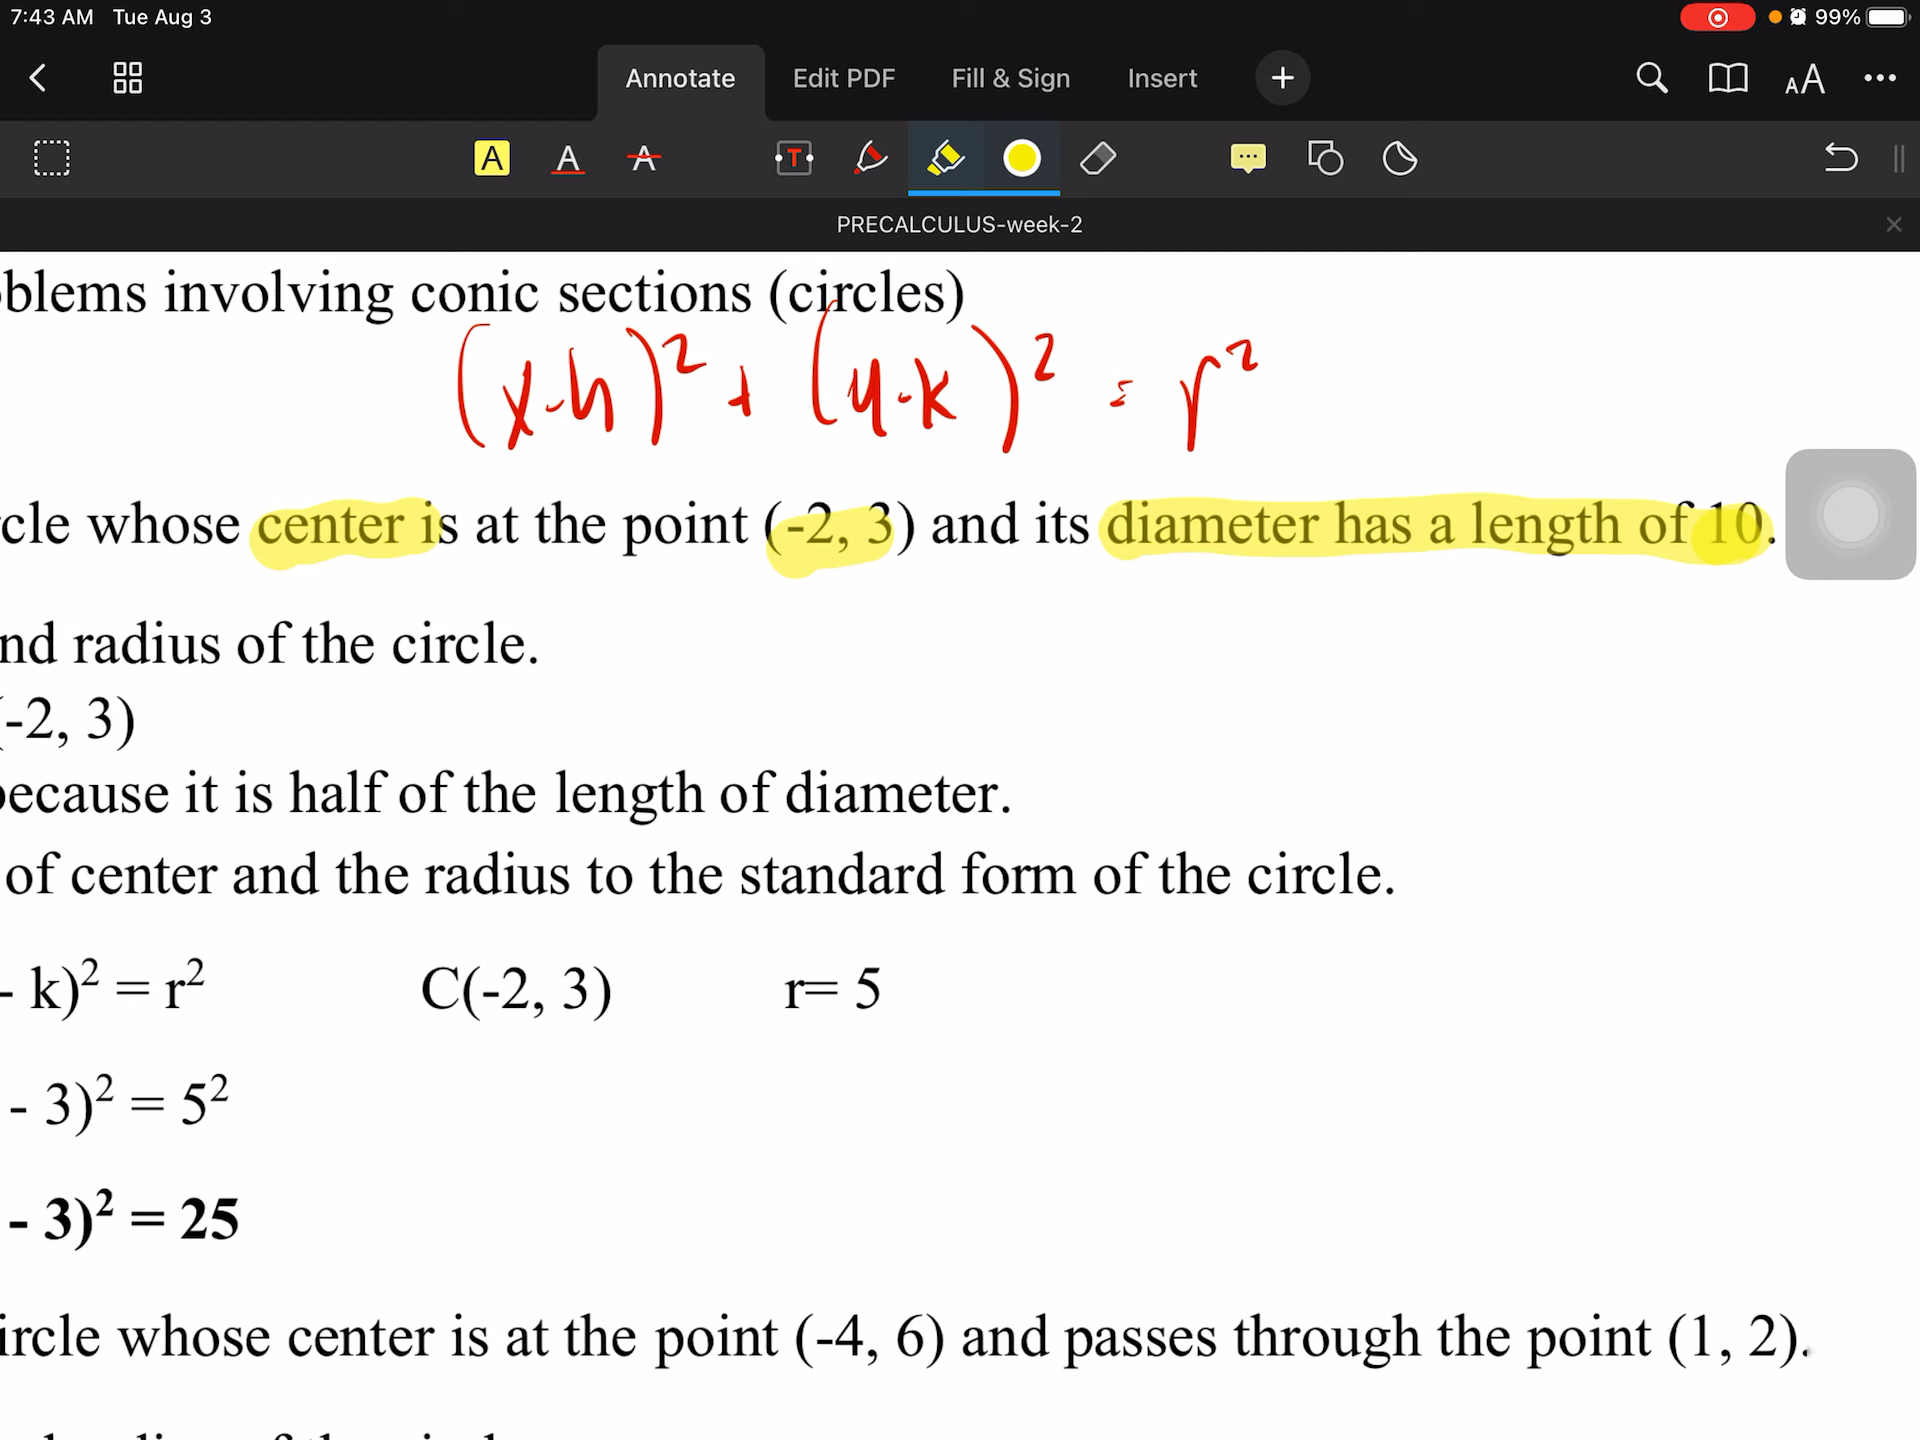 7:43 AM Tue Aug 3 99%
Annotate Edit PDF Fill & Sign Insert + AA
A A A T
PRECALCULUS-week-2
blems involving conic sections (circles)
(x-h)² + (y-k)² = r²
cle whose center is at the point (-2, 3) and its diameter has a length of 10.
nd radius of the circle.
(-2, 3)
because it is half of the length of diameter.
of center and the radius to the standard form of the circle.
- k)² = r² C(-2, 3) r= 5
- 3)² = 5²
- 3)² = 25
ircle whose center is at the point (-4, 6) and passes through the point (1, 2).